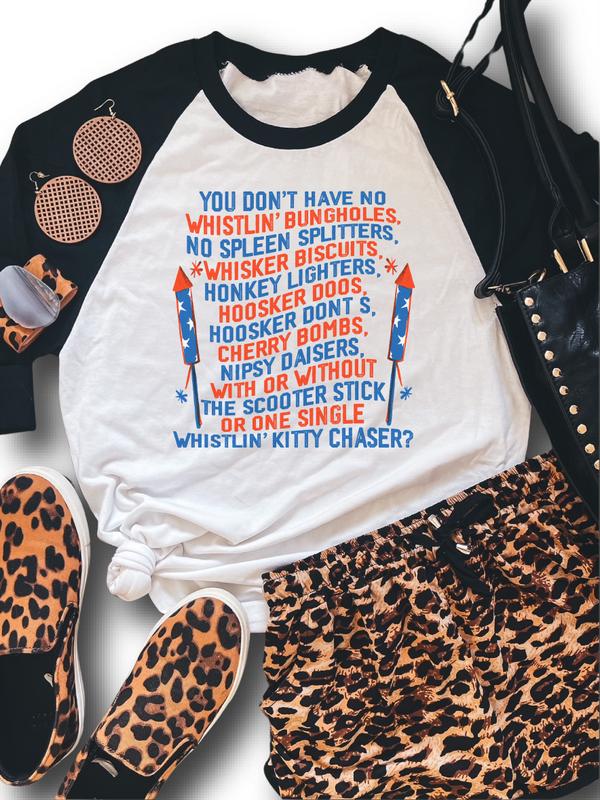 YOU DON'T HAVE NO
WHISTLIN' BUNGHOLES,
NO SPLEEN SPLITTERS,
WHISKER BISCUITS,
HONKEY LIGHTERS,
HOOSKER DOOS,
HOOSKER DONT S,
CHERRY BOMBS,
NIPSY DAISERS,
WITH OR WITHOUT
THE SCOOTER STICK
OR ONE SINGLE
WHISTLIN' KITTY CHASER?